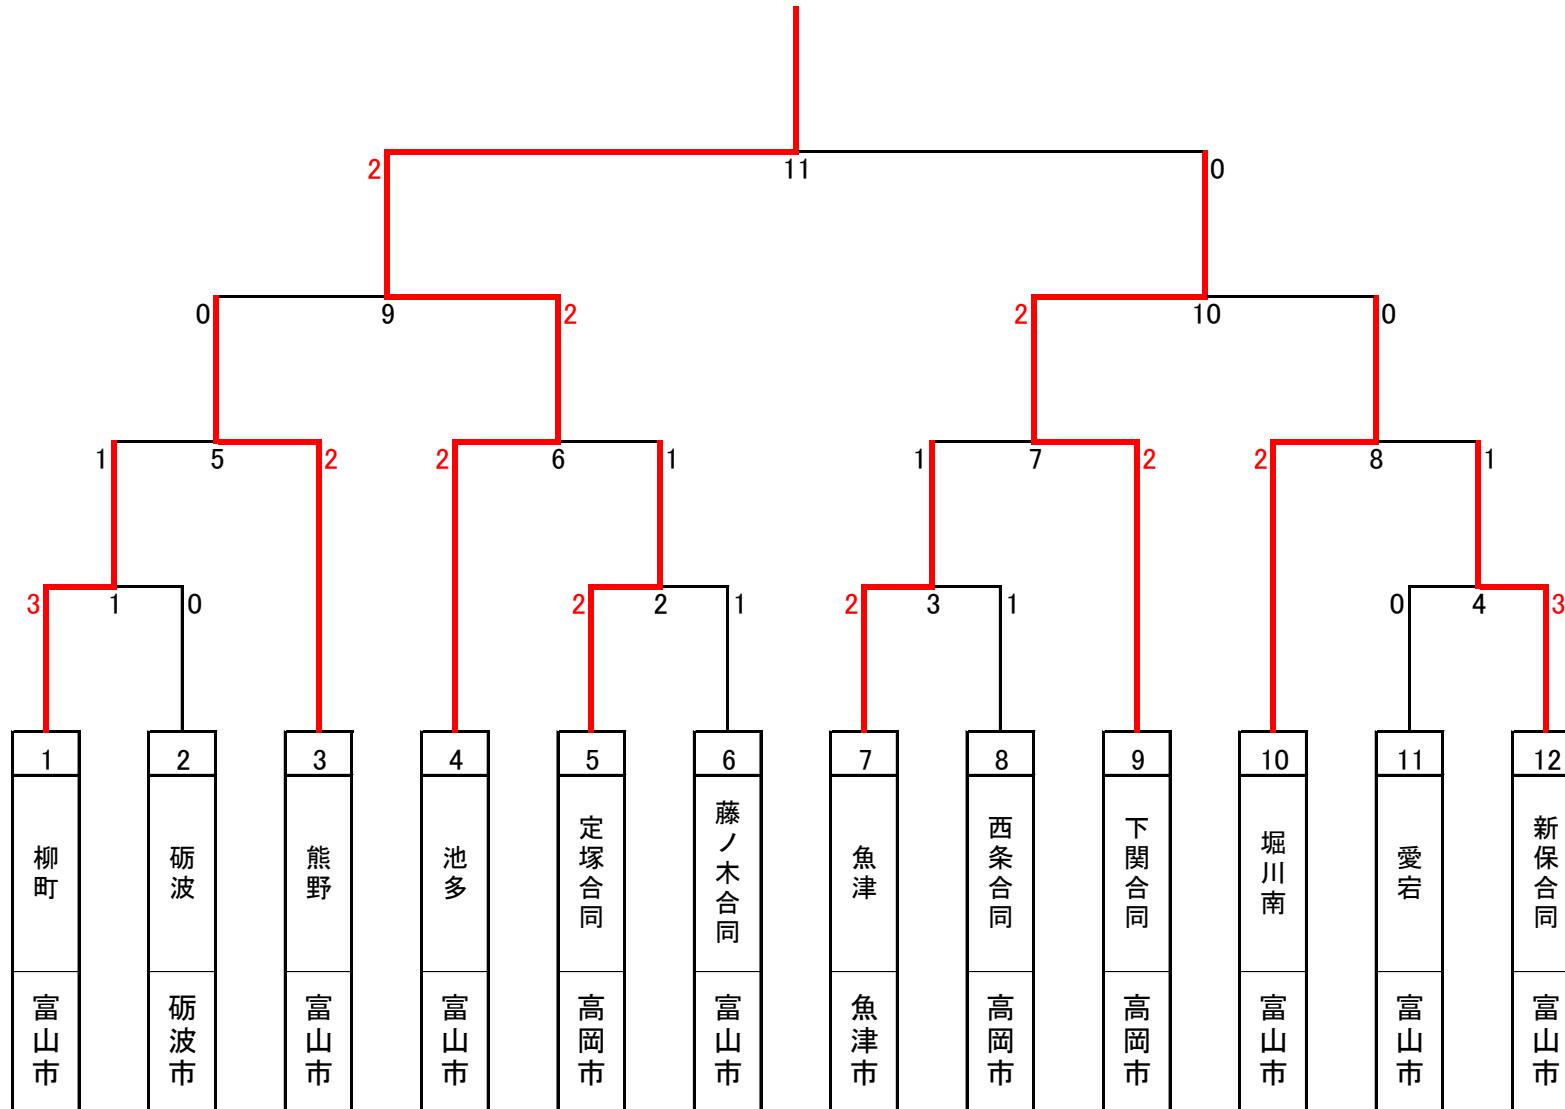 2 11 0
0 9 2 2 10 0
1 5 2 2 6 1 1 7 2 2 8 1
3 1 0 2 2 1 2 3 1 0 4 3
1 2 3 4 5 6 7 8 9 10 11 12
柳町 砺波 熊野 池多 定塚合同 藤ノ木合同 魚津 西条合同 下関合同 堀川南 愛宕 新保合同
富山市 砺波市 富山市 富山市 高岡市 富山市 魚津市 高岡市 高岡市 富山市 富山市 富山市